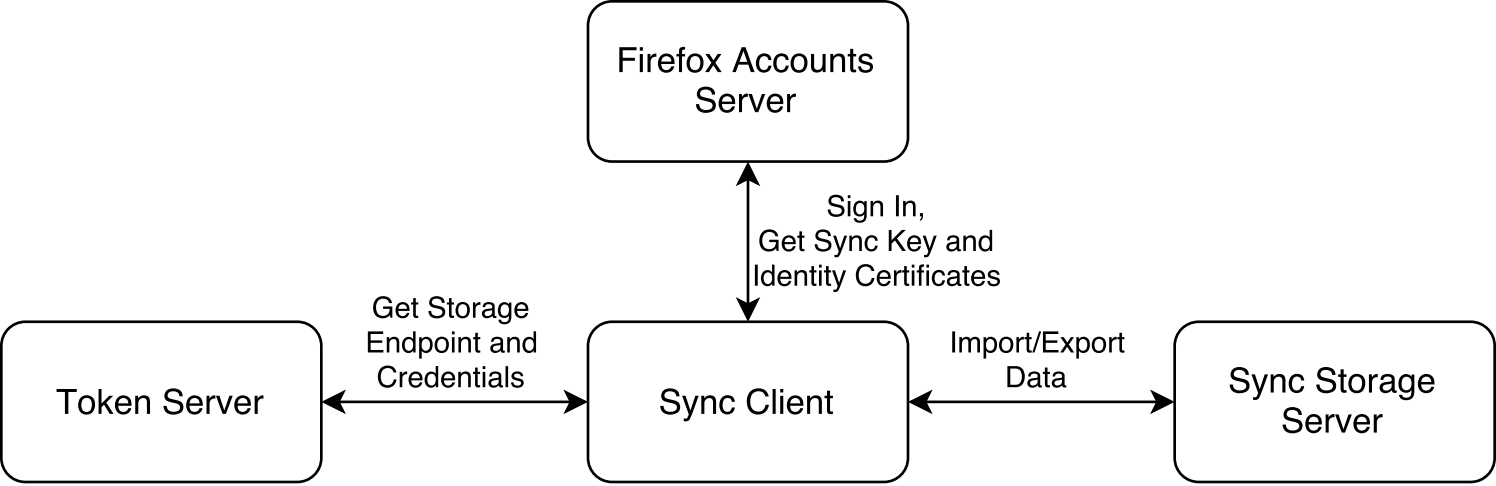 Firefox Accounts
Server
Sign In,
Get Sync Key and
Identity Certificates
Get Storage
Endpoint and
Credentials
Import/Export
Data
Token Server
Sync Client
Sync Storage
Server